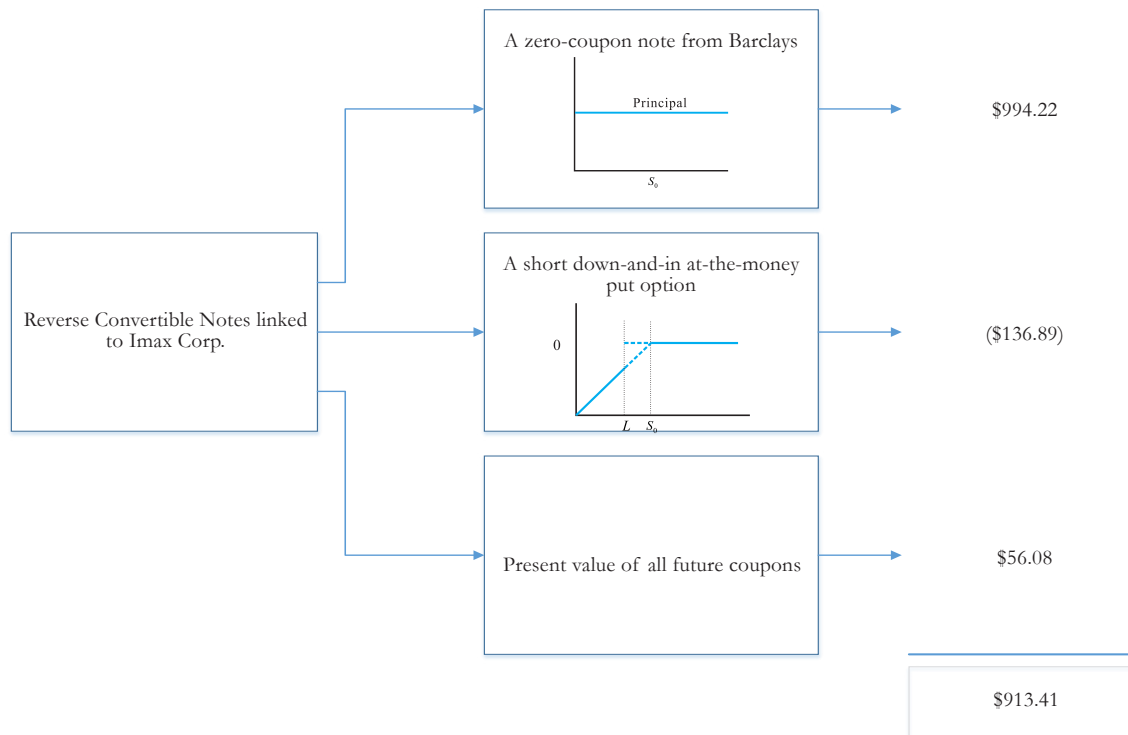 A zero-coupon note from Barclays
Principal
S₀
$994.22
Reverse Convertible Notes linked
to Imax Corp.
A short down-and-in at-the-money
put option
0
L S₀
($136.89)
Present value of all future coupons
$56.08
$913.41